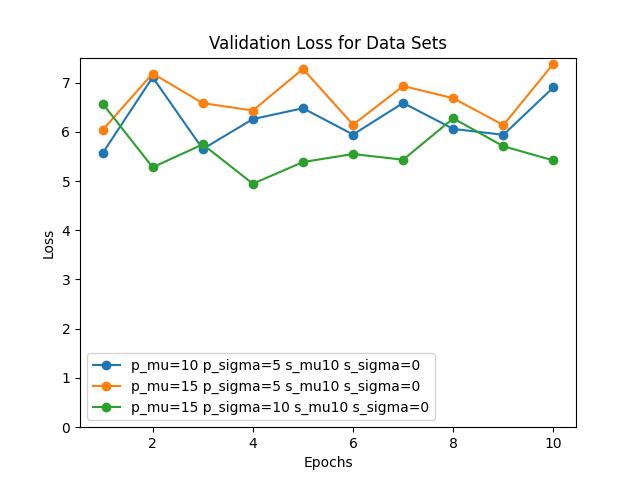 Validation Loss for Data Sets
Loss
7
6
5
4
3
2
1
0
p_mu=10 p_sigma=5 s_mu10 s_sigma=0
p_mu=15 p_sigma=5 s_mu10 s_sigma=0
p_mu=15 p_sigma=10 s_mu10 s_sigma=0
2 4 6 8 10
Epochs